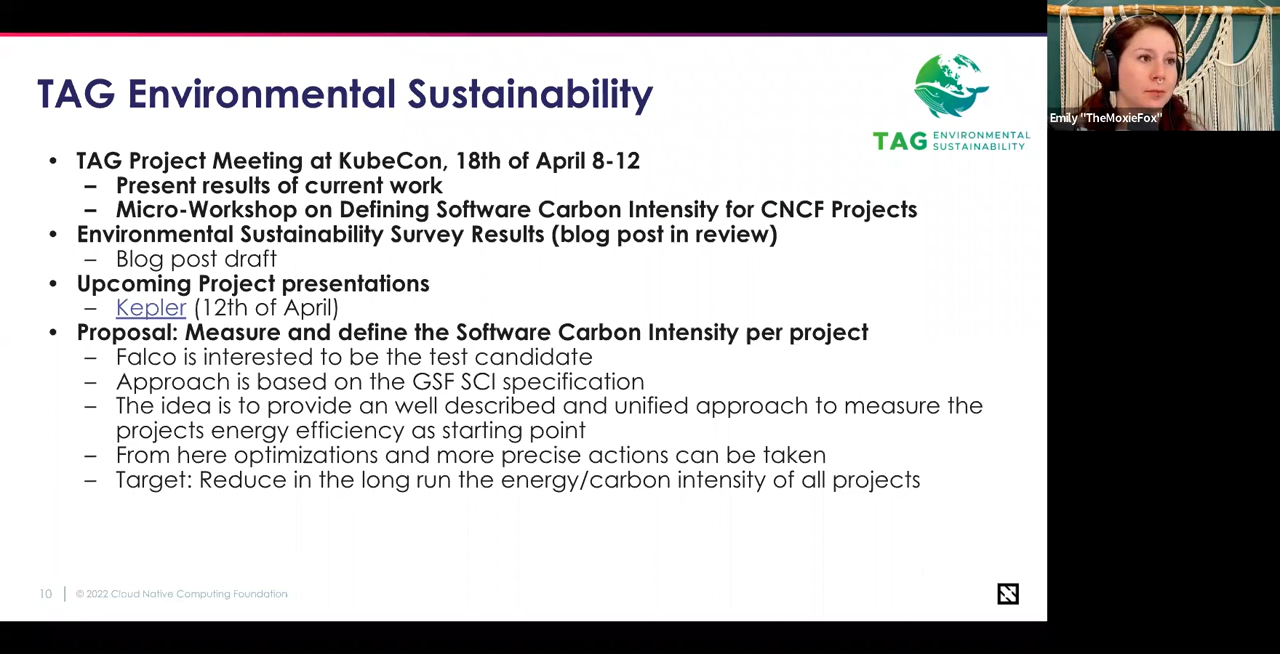 TAG Environmental Sustainability
TAG ENVIRONMENTAL
SUSTAINABILITY
Emily "TheMoxieFox"
• TAG Project Meeting at KubeCon, 18th of April 8-12
– Present results of current work
– Micro-Workshop on Defining Software Carbon Intensity for CNCF Projects
• Environmental Sustainability Survey Results (blog post in review)
– Blog post draft
• Upcoming Project presentations
– Kepler (12th of April)
• Proposal: Measure and define the Software Carbon Intensity per project
– Falco is interested to be the test candidate
– Approach is based on the GSF SCI specification
– The idea is to provide an well described and unified approach to measure the
projects energy efficiency as starting point
– From here optimizations and more precise actions can be taken
– Target: Reduce in the long run the energy/carbon intensity of all projects
10 | © 2022 Cloud Native Computing Foundation